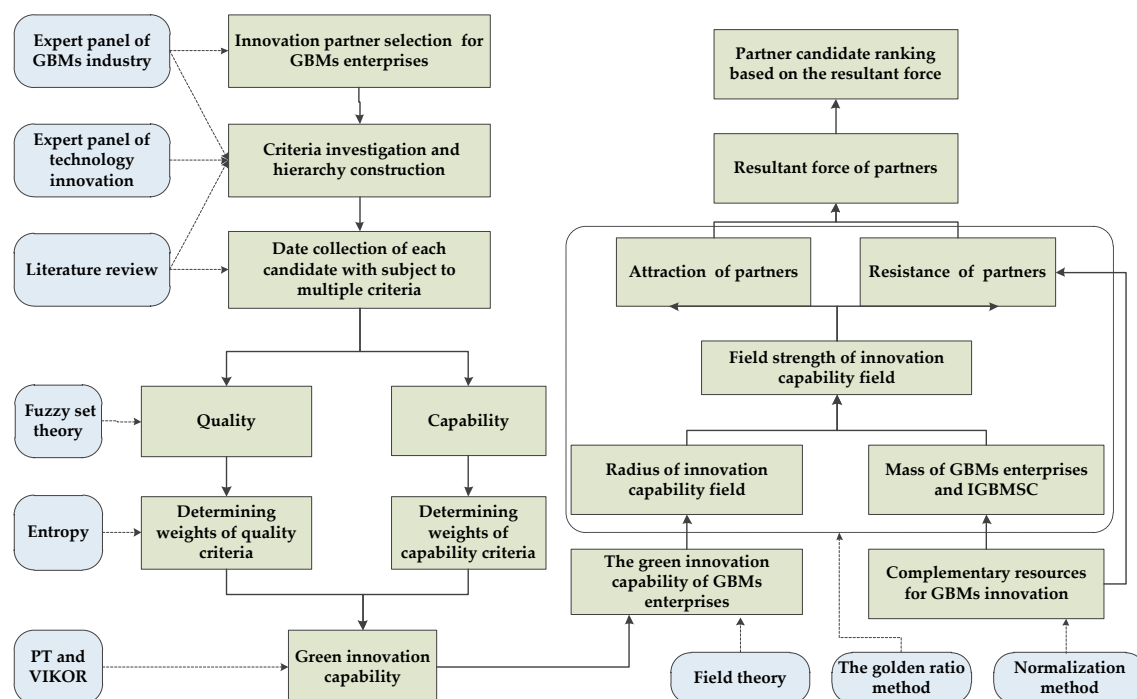 Expert panel of
GBMs industry
Innovation partner selection for
GBMs enterprises
Expert panel of
technology
innovation
Criteria investigation and
hierarchy construction
Literature review
Date collection of each
candidate with subject to
multiple criteria
Fuzzy set
theory
Quality
Capability
Entropy
Determining
weights of quality
criteria
Determining
weights of
capability criteria
PT and
VIKOR
Green innovation
capability
Partner candidate ranking
based on the resultant force
Resultant force of partners
Attraction of partners
Resistance of partners
Field strength of innovation
capability field
Radius of innovation
capability field
Mass of GBMs enterprises
and IGBMSC
The green innovation
capability of GBMs
enterprises
Complementary resources
for GBMs innovation
Field theory
The golden ratio
method
Normalization
method